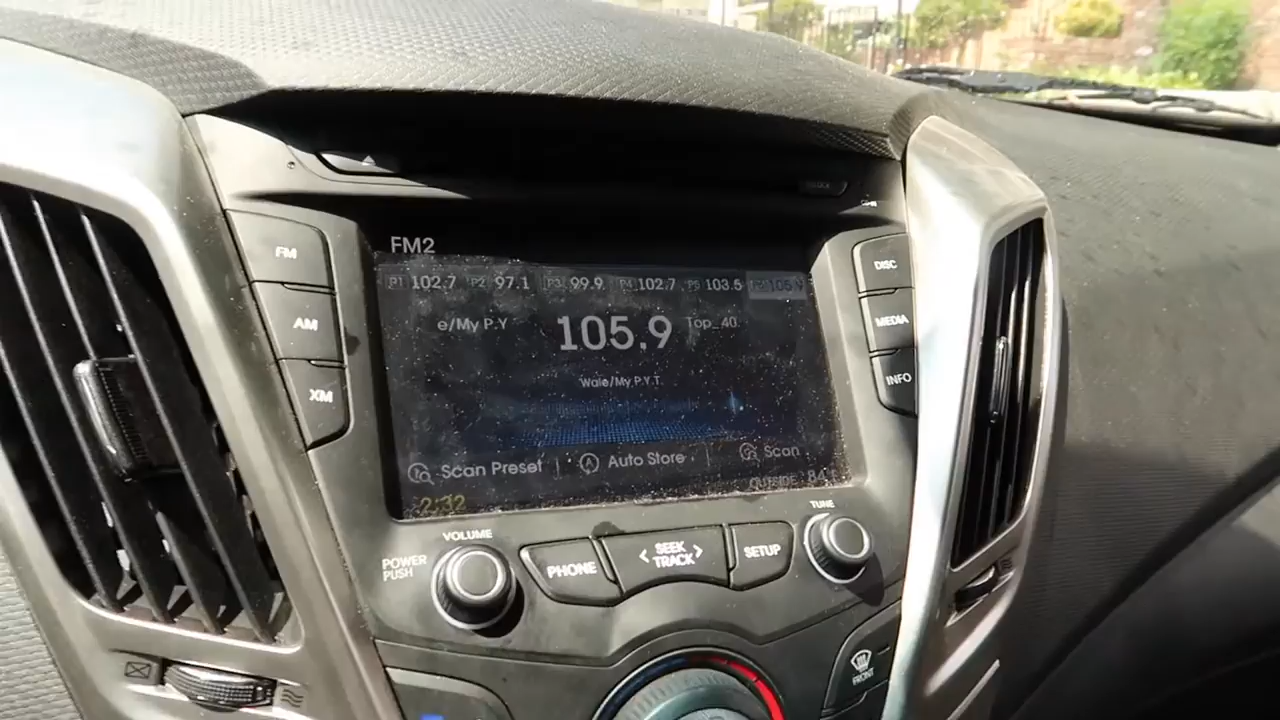 FM2
P1 102.7 P2 97.1 P3 99.9 P4 102.7 P5 103.5 105.9
e/My P.Y 105.9 Top_40
Wale/My P.Y.T.
Scan Preset Auto Store Scan
2:32 OUTSIDE
FM
AM
XM
DISC
MEDIA
INFO
POWER
PUSH
VOLUME
PHONE
< SEEK >
TRACK
SETUP
TUNE
FRONT